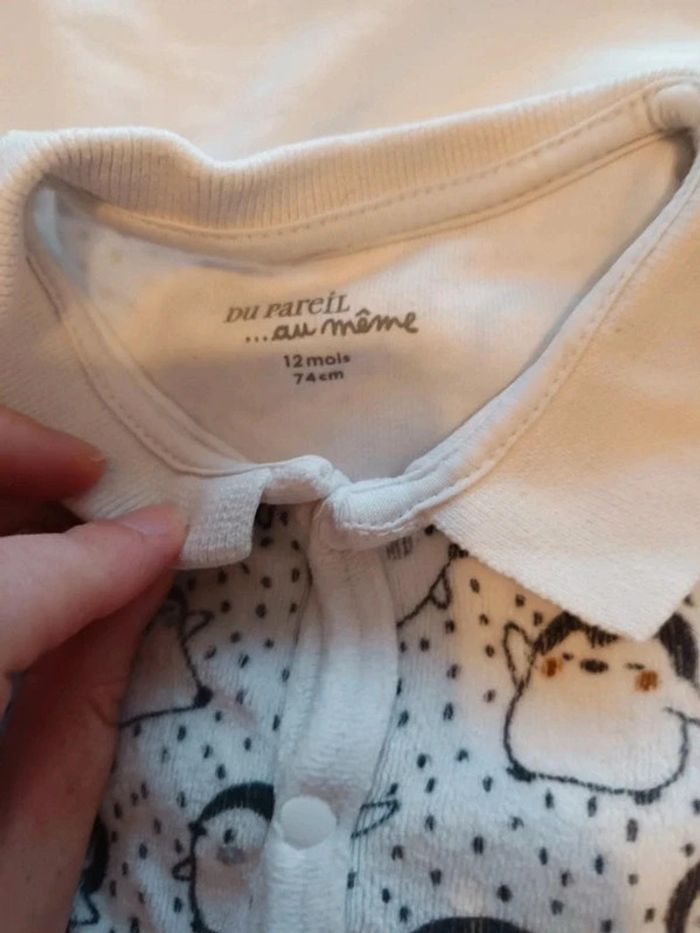 DU PAREIL
...au même
12 mois
74cm